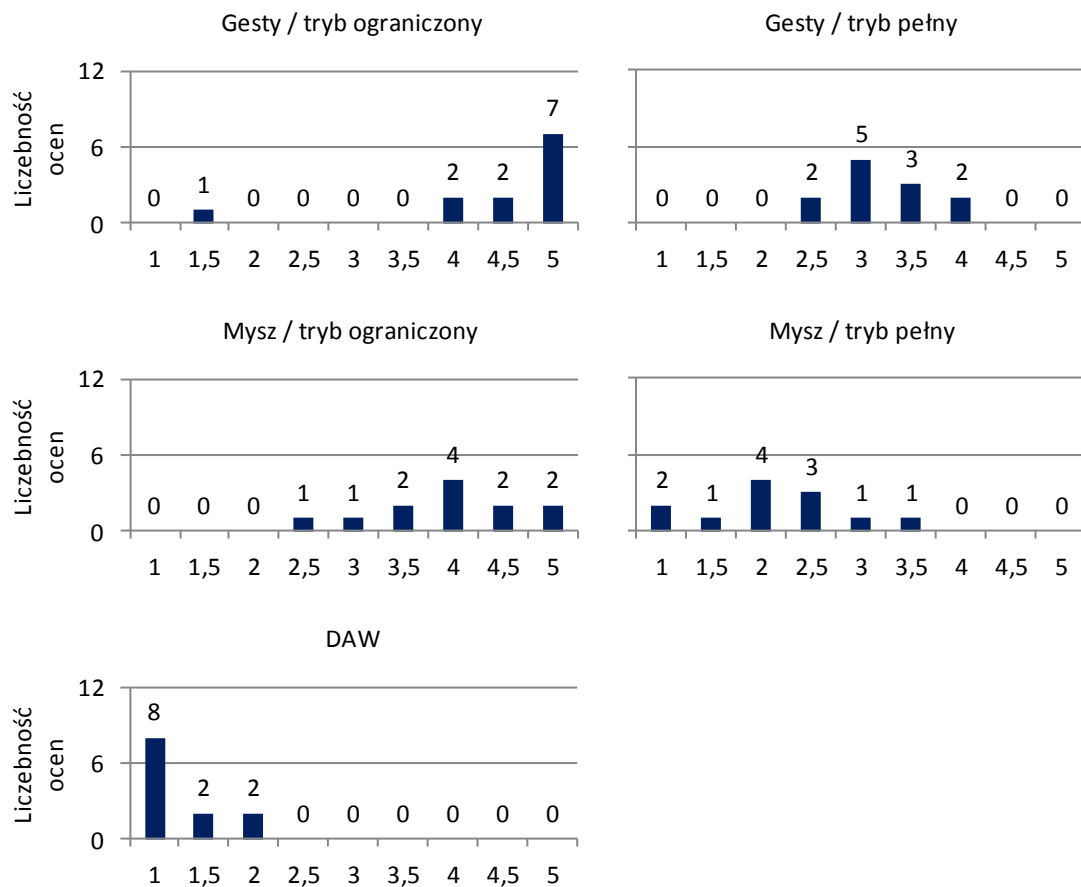 Gesty / tryb ograniczony
Liczebność
ocen
12
6
0
0 1 0 0 0 0 2 2 7
1 1,5 2 2,5 3 3,5 4 4,5 5
Gesty / tryb pełny
0 0 0 2 5 3 2 0 0
1 1,5 2 2,5 3 3,5 4 4,5 5
Mysz / tryb ograniczony
Liczebność
ocen
12
6
0
0 0 0 1 1 2 4 2 2
1 1,5 2 2,5 3 3,5 4 4,5 5
Mysz / tryb pełny
2 1 4 3 1 1 0 0 0
1 1,5 2 2,5 3 3,5 4 4,5 5
DAW
Liczebność
ocen
12
6
0
8 2 2 0 0 0 0 0 0
1 1,5 2 2,5 3 3,5 4 4,5 5